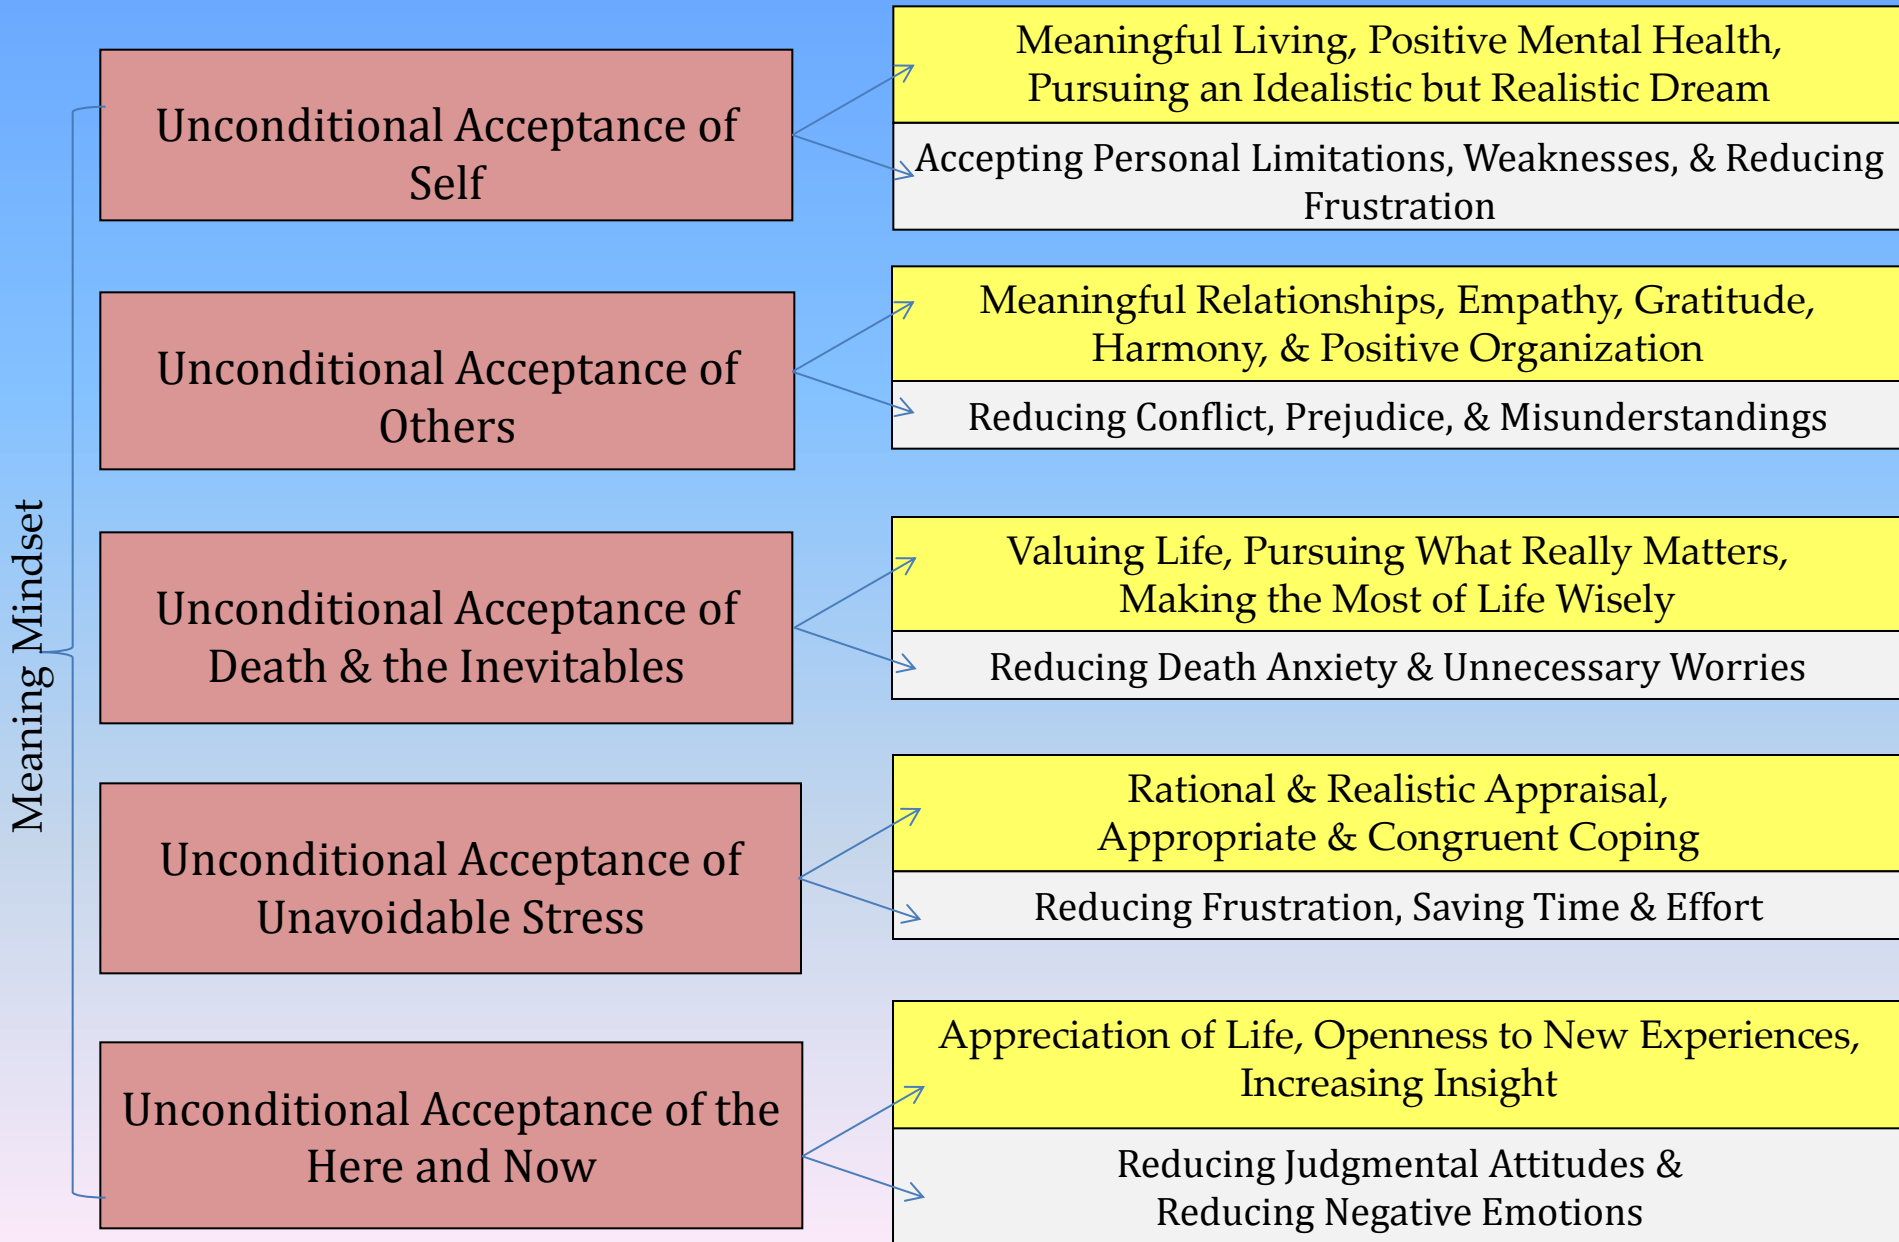 Meaning Mindset
Unconditional Acceptance of
Self
Meaningful Living, Positive Mental Health,
Pursuing an Idealistic but Realistic Dream
Accepting Personal Limitations, Weaknesses, & Reducing
Frustration
Unconditional Acceptance of
Others
Meaningful Relationships, Empathy, Gratitude,
Harmony, & Positive Organization
Reducing Conflict, Prejudice, & Misunderstandings
Unconditional Acceptance of
Death & the Inevitables
Valuing Life, Pursuing What Really Matters,
Making the Most of Life Wisely
Reducing Death Anxiety & Unnecessary Worries
Unconditional Acceptance of
Unavoidable Stress
Rational & Realistic Appraisal,
Appropriate & Congruent Coping
Reducing Frustration, Saving Time & Effort
Unconditional Acceptance of the
Here and Now
Appreciation of Life, Openness to New Experiences,
Increasing Insight
Reducing Judgmental Attitudes &
Reducing Negative Emotions